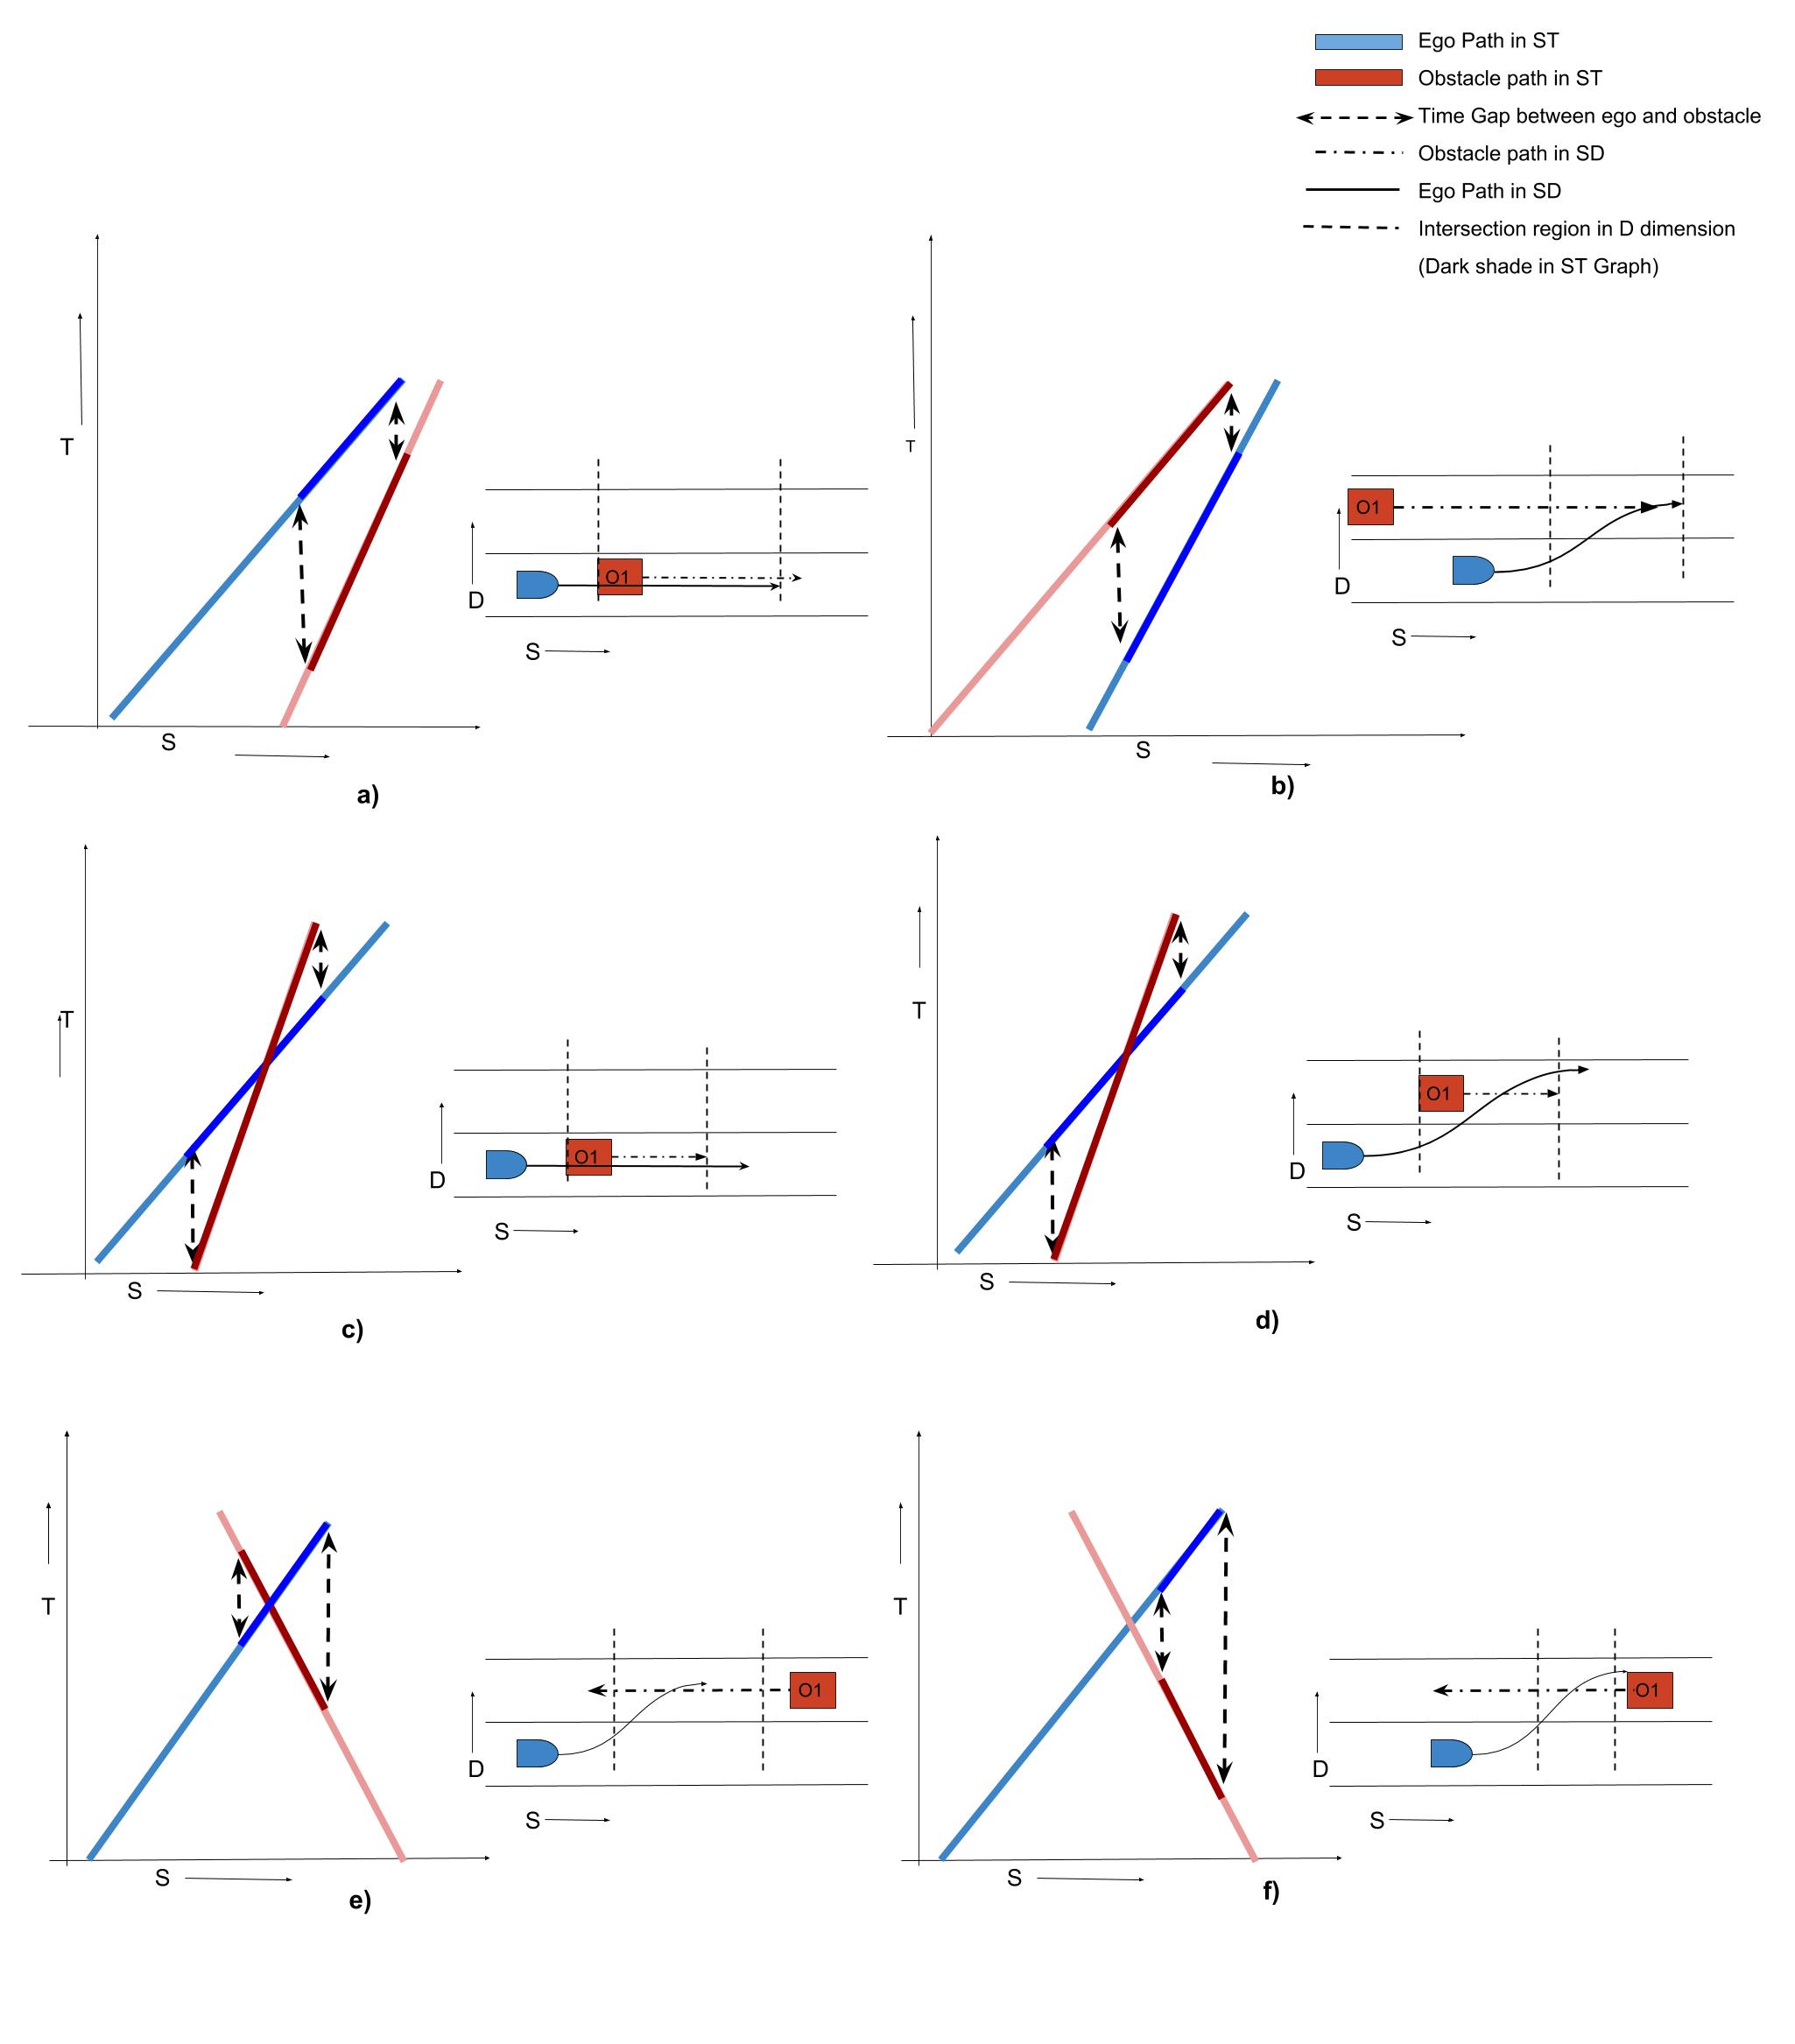 Ego Path in ST
Obstacle path in ST
Time Gap between ego and obstacle
Obstacle path in SD
Ego Path in SD
Intersection region in D dimension
(Dark shade in ST Graph)
T
O1
D
S
S
a)
T
O1
D
S
S
b)
T
O1
D
S
S
c)
T
O1
D
S
S
d)
T
O1
D
S
S
e)
T
O1
D
S
S
f)